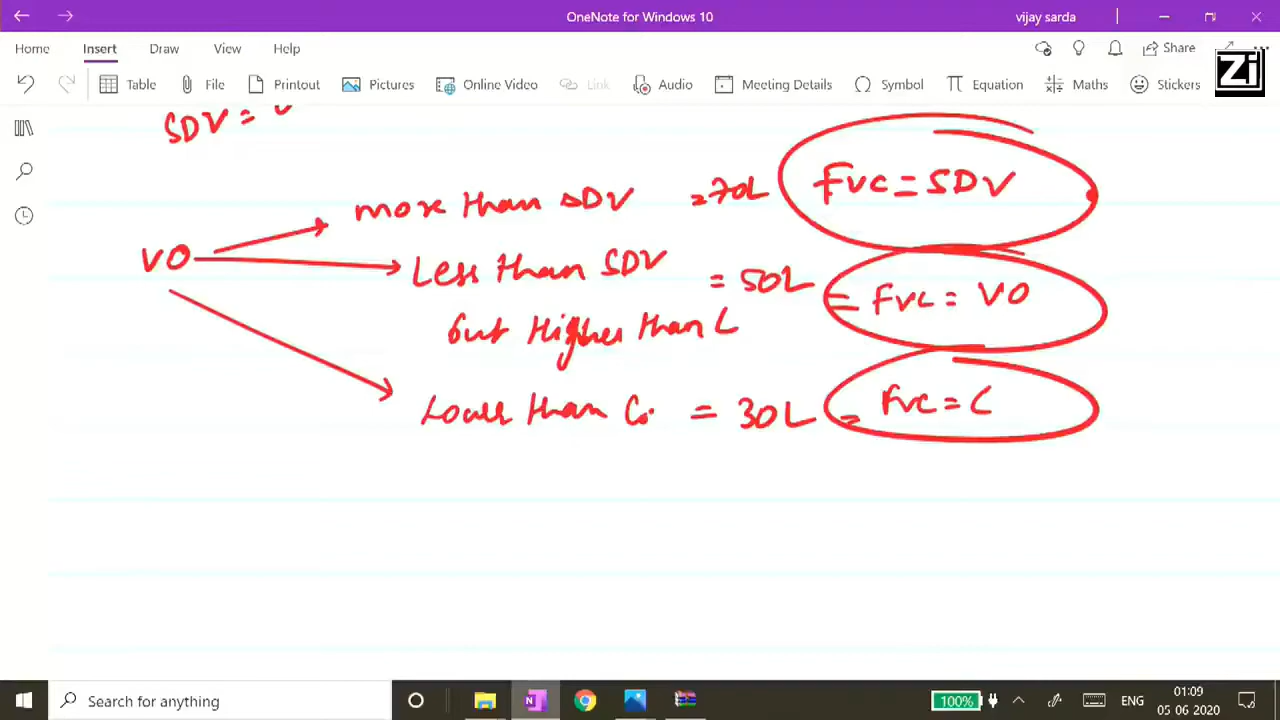 OneNote for Windows 10
vijay sarda
Home Insert Draw View Help
Share
Table File Printout Pictures Online Video Link Audio Meeting Details Symbol Equation Maths Stickers
Zi
SDV =
more than SDV = 70L FVC = SDV
VO
Less than SDV = 50L = FVC = VO
but Higher than C
Lower than C. = 30L = FVC = C
Search for anything
100%
ENG
01:09
05-06-2020